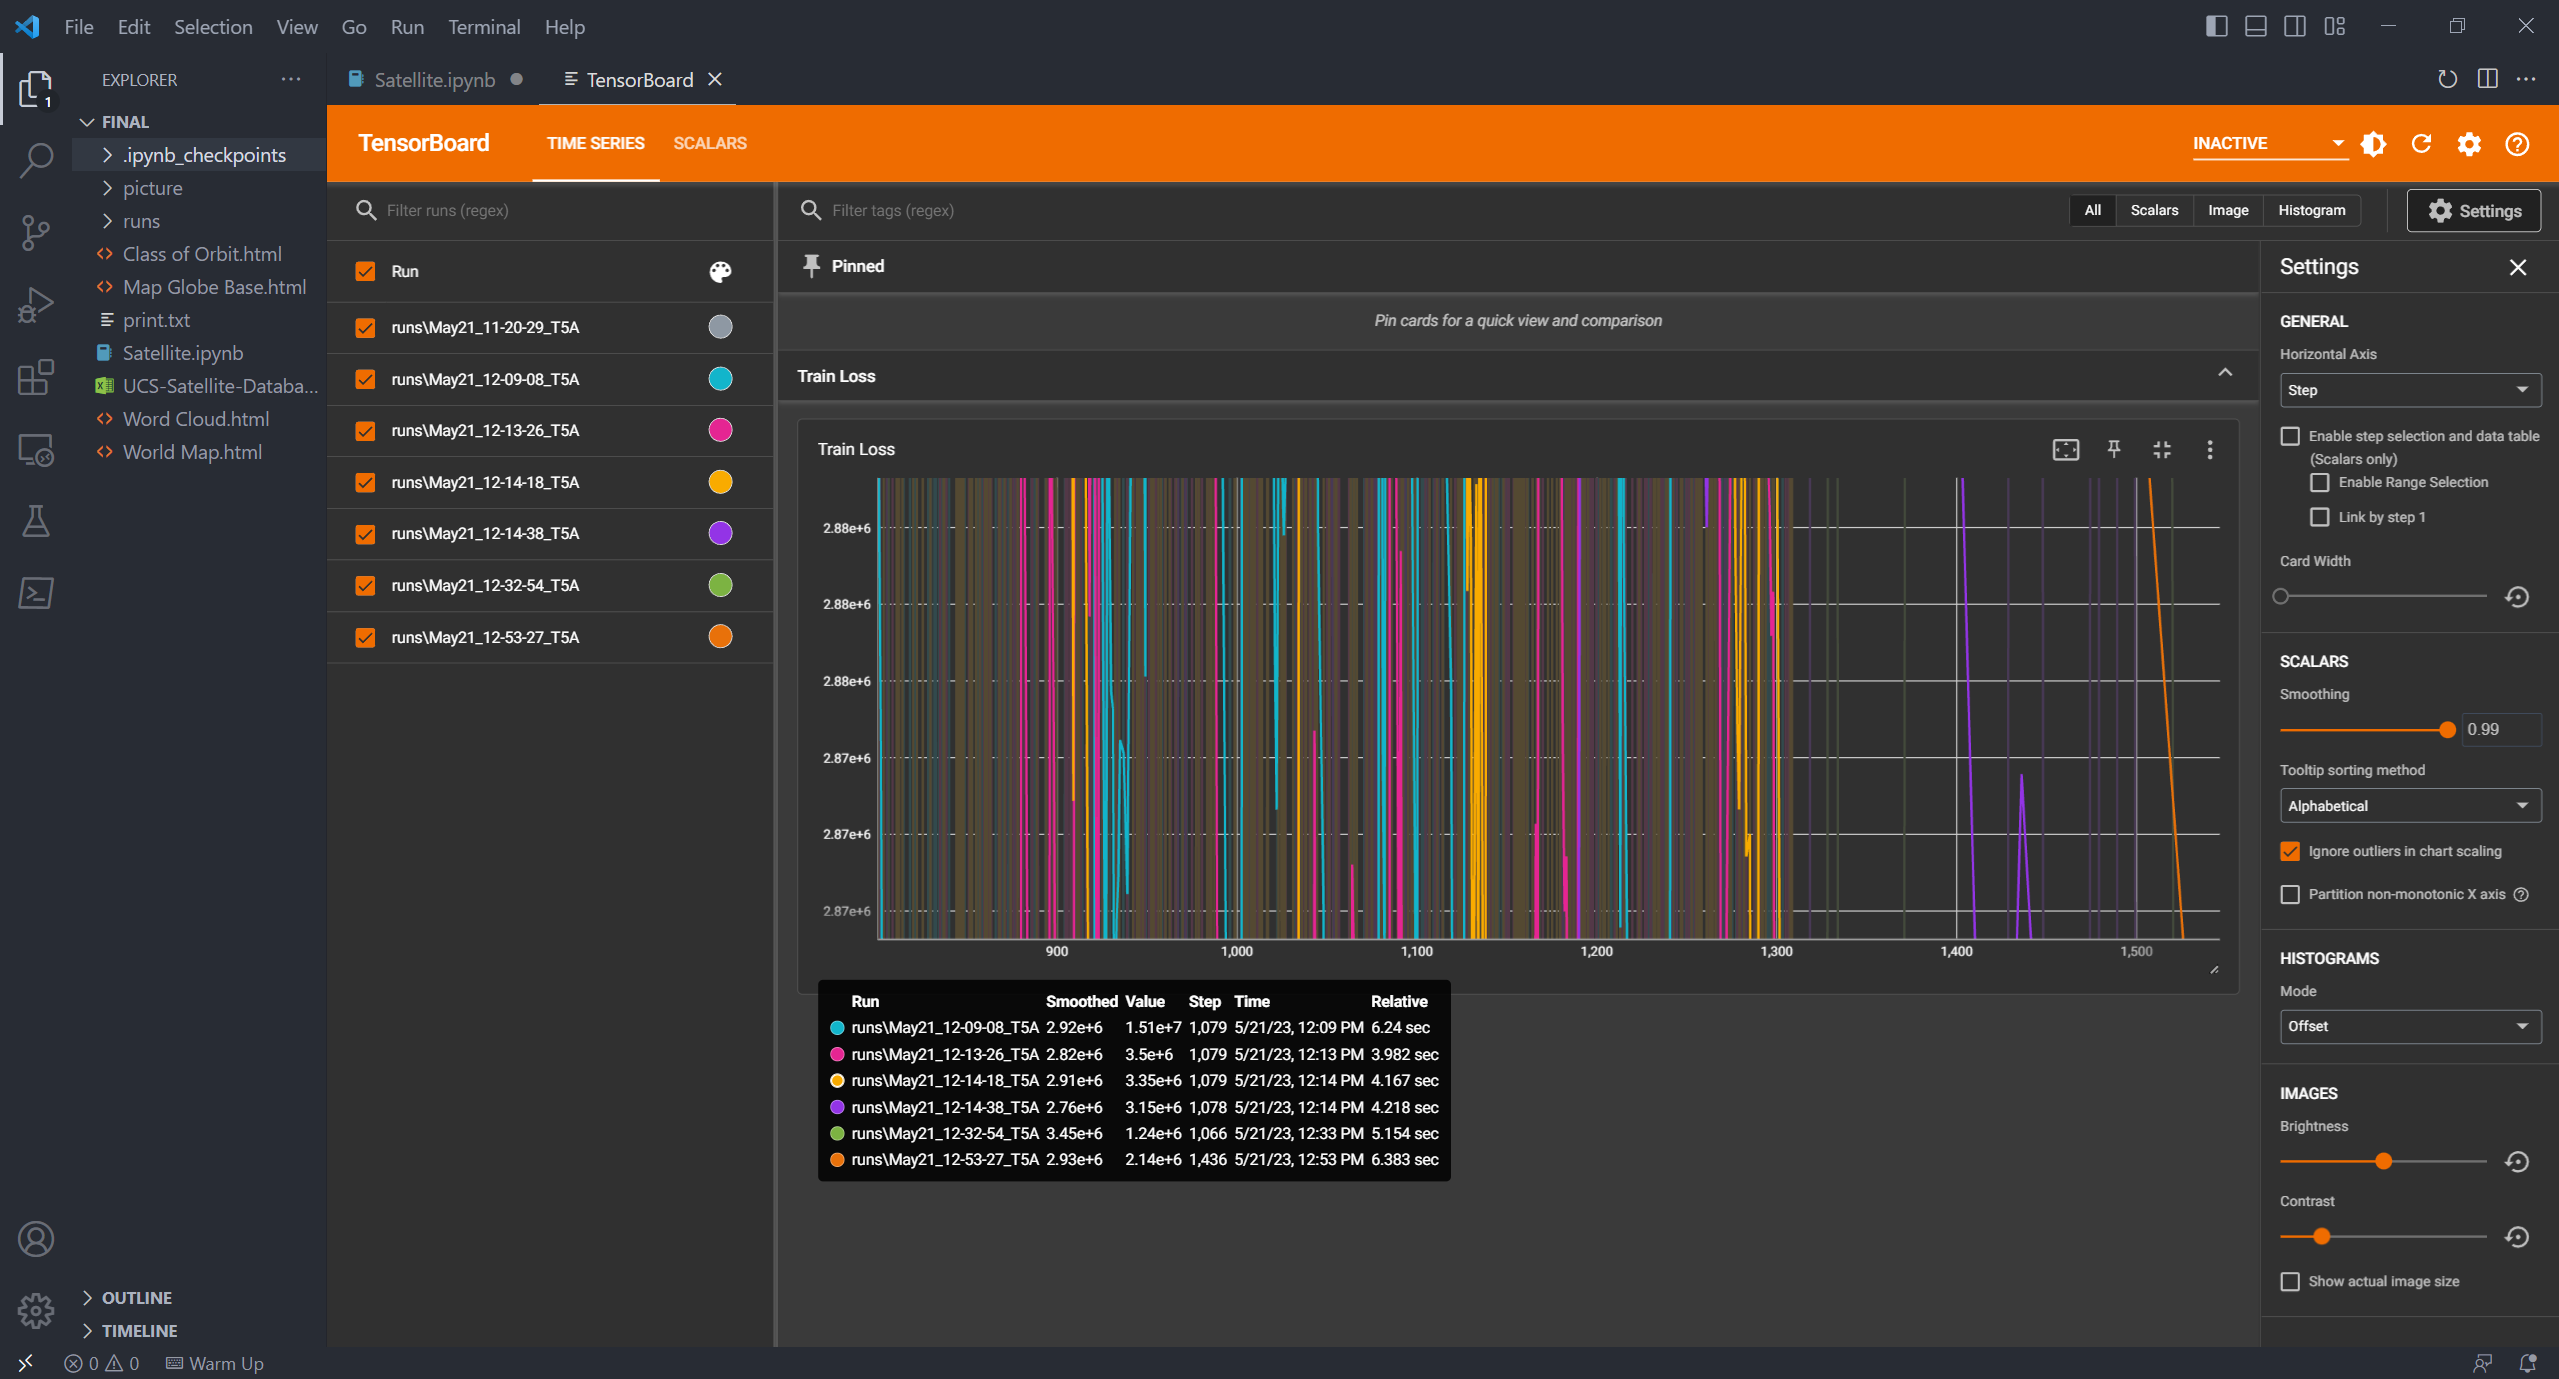 File Edit Selection View Go Run Terminal Help
EXPLORER
1
FINAL
.ipynb_checkpoints
picture
runs
Class of Orbit.html
Map Globe Base.html
print.txt
Satellite.ipynb
UCS-Satellite-Databa...
Word Cloud.html
World Map.html
OUTLINE
TIMELINE
Satellite.ipynb TensorBoard
TensorBoard TIME SERIES SCALARS INACTIVE
Filter runs (regex)
Run
runs\May21_11-20-29_T5A
runs\May21_12-09-08_T5A
runs\May21_12-13-26_T5A
runs\May21_12-14-18_T5A
runs\May21_12-14-38_T5A
runs\May21_12-32-54_T5A
runs\May21_12-53-27_T5A
Filter tags (regex) All Scalars Image Histogram Settings
Pinned
Pin cards for a quick view and comparison
Train Loss
Train Loss
2.88e+6
2.88e+6
2.88e+6
2.87e+6
2.87e+6
2.87e+6
900 1,000 1,100 1,200 1,300 1,400 1,500
Run Smoothed Value Step Time Relative
runs\May21_12-09-08_T5A 2.92e+6 1.51e+7 1,079 5/21/23, 12:09 PM 6.24 sec
runs\May21_12-13-26_T5A 2.82e+6 3.5e+6 1,079 5/21/23, 12:13 PM 3.982 sec
runs\May21_12-14-18_T5A 2.91e+6 3.35e+6 1,079 5/21/23, 12:14 PM 4.167 sec
runs\May21_12-14-38_T5A 2.76e+6 3.15e+6 1,078 5/21/23, 12:14 PM 4.218 sec
runs\May21_12-32-54_T5A 3.45e+6 1.24e+6 1,066 5/21/23, 12:33 PM 5.154 sec
runs\May21_12-53-27_T5A 2.93e+6 2.14e+6 1,436 5/21/23, 12:53 PM 6.383 sec
Settings
GENERAL
Horizontal Axis
Step
Enable step selection and data table
(Scalars only)
Enable Range Selection
Link by step 1
Card Width
SCALARS
Smoothing
0.99
Tooltip sorting method
Alphabetical
Ignore outliers in chart scaling
Partition non-monotonic X axis
HISTOGRAMS
Mode
Offset
IMAGES
Brightness
Contrast
Show actual image size
0 0 Warm Up